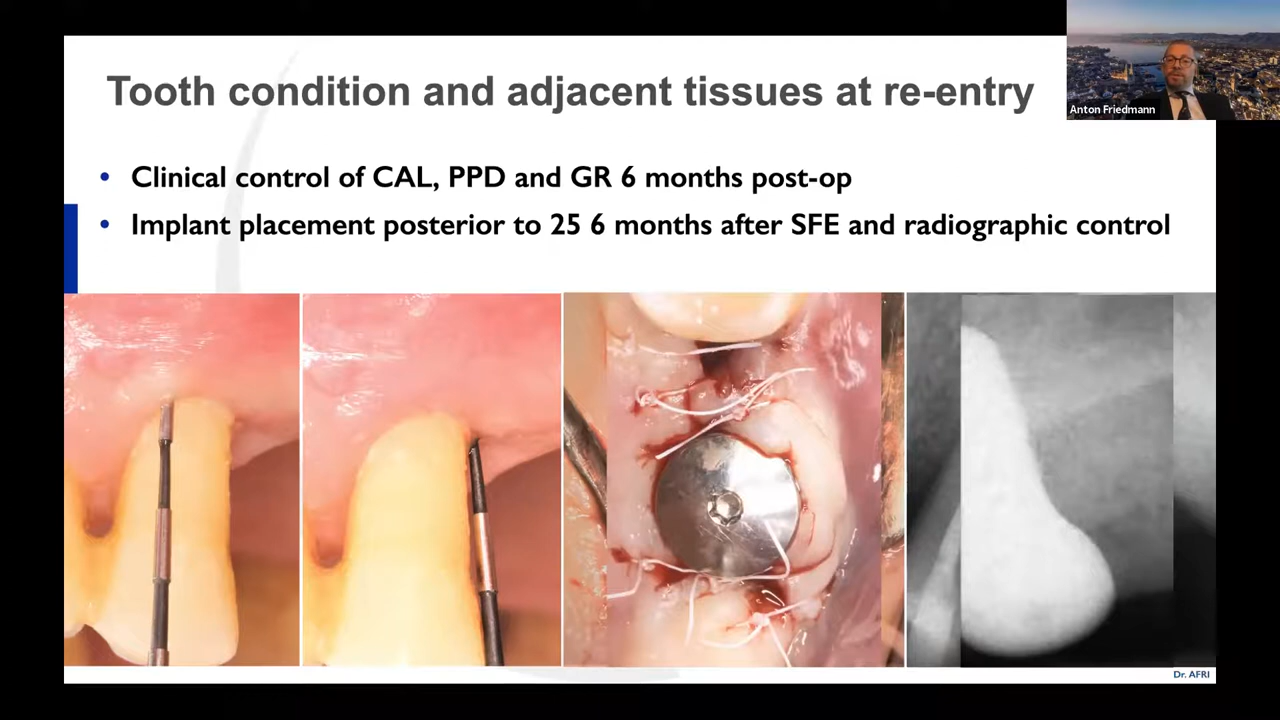 Tooth condition and adjacent tissues at re-entry
Anton Friedmann
• Clinical control of CAL, PPD and GR 6 months post-op
• Implant placement posterior to 25 6 months after SFE and radiographic control
Dr. AFRI